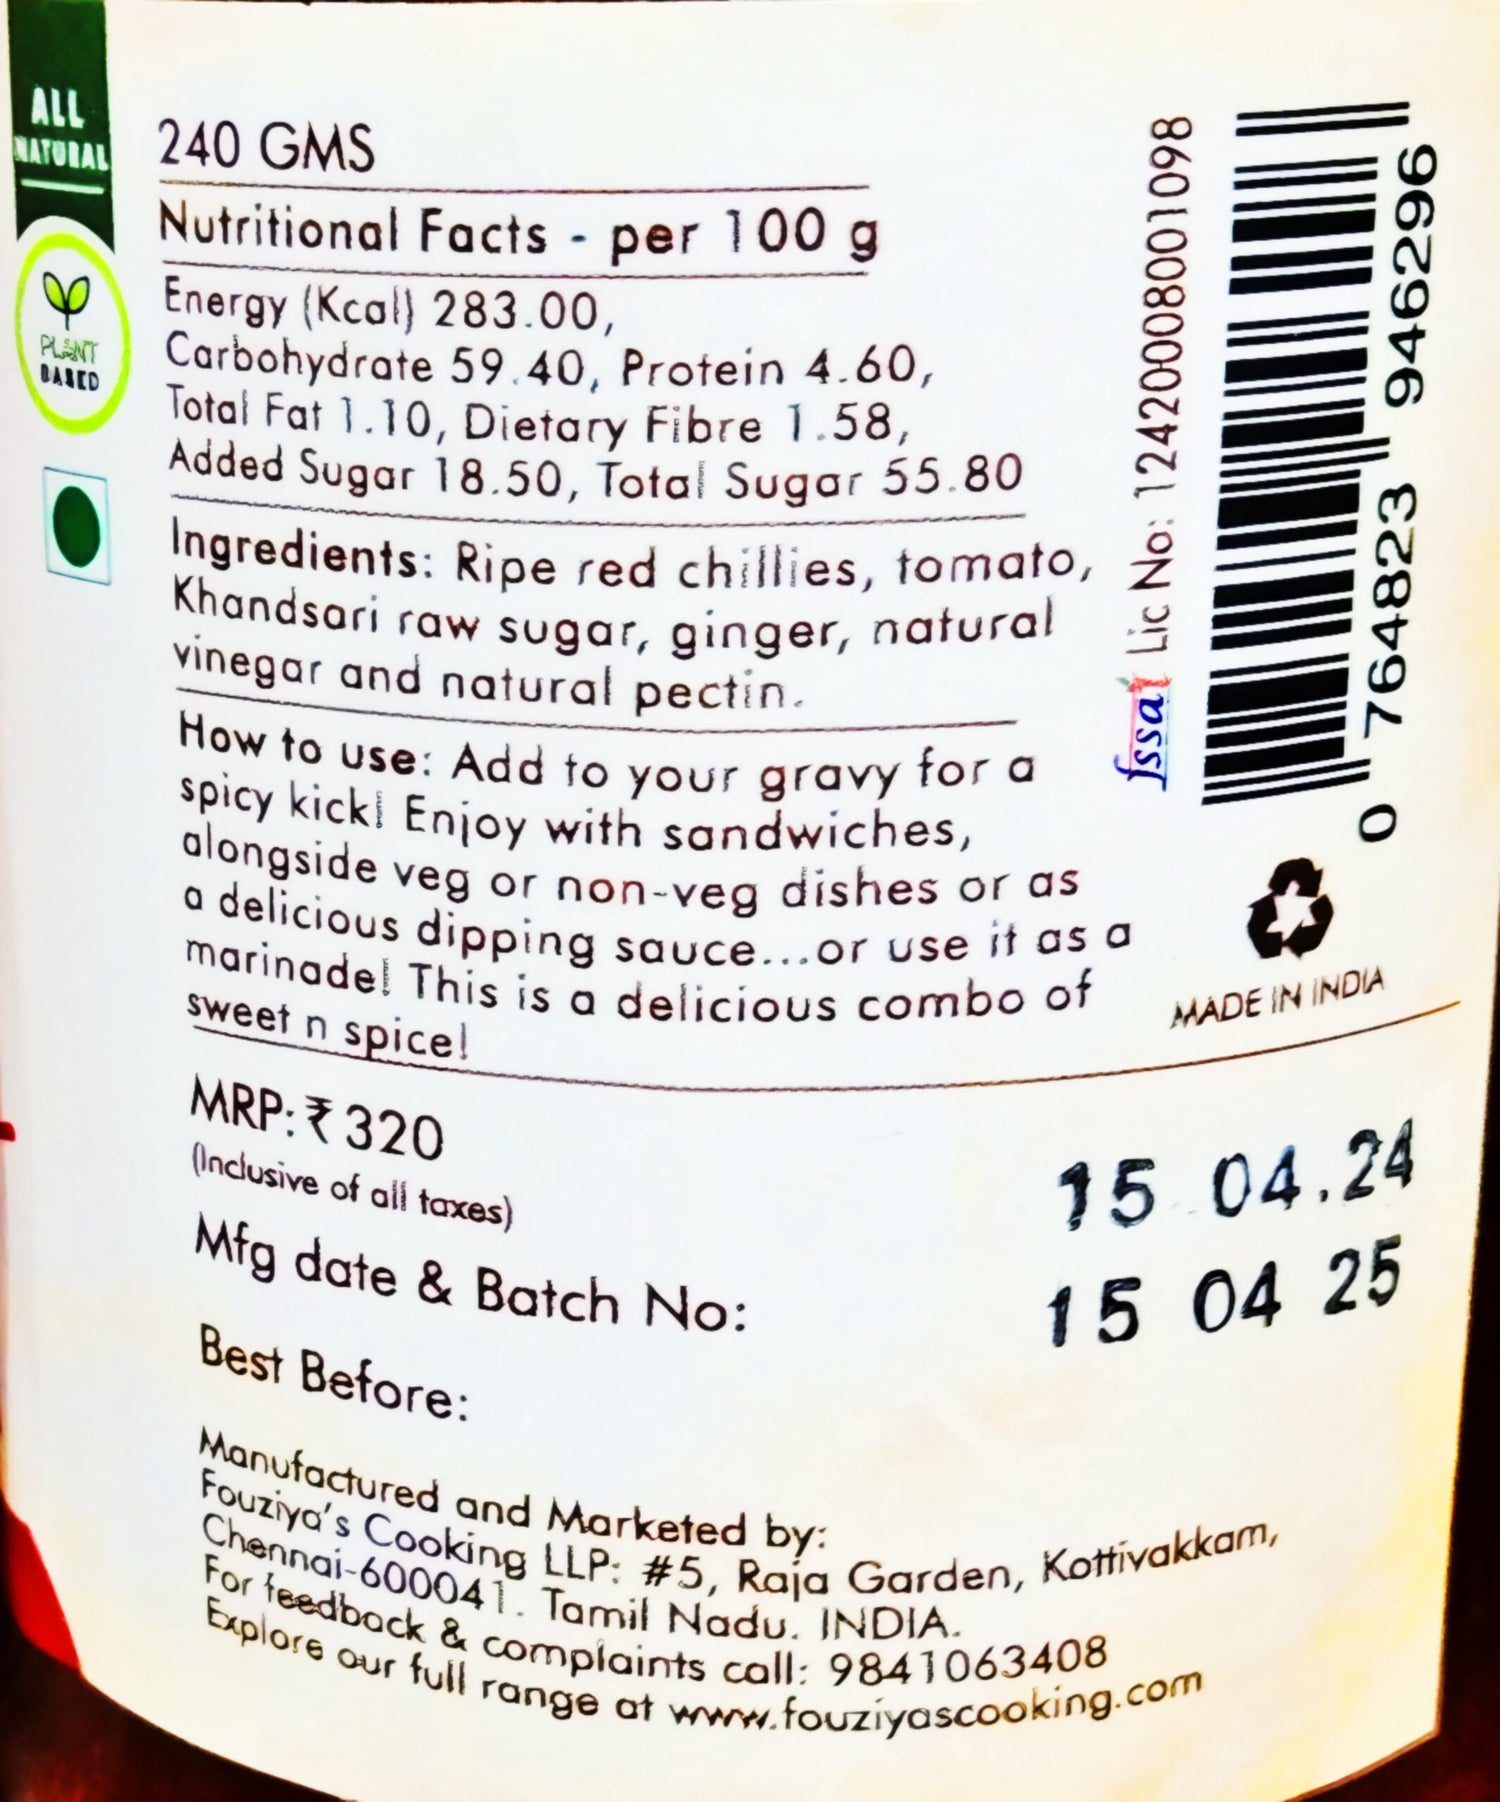 ALL
NATURAL
PLANT
BASED
240 GMS
Nutritional Facts - per 100 g
Energy (Kcal) 283.00,
Carbohydrate 59.40, Protein 4.60,
Total Fat 1.10, Dietary Fibre 1.58,
Added Sugar 18.50, Total Sugar 55.80
Ingredients: Ripe red chillies, tomato,
Khandsari raw sugar, ginger, natural
vinegar and natural pectin.
How to use: Add to your gravy for a
spicy kick! Enjoy with sandwiches,
alongside veg or non-veg dishes or as
a delicious dipping sauce...or use it as a
marinade! This is a delicious combo of
sweet n spice!
fssai Lic No: 12420008001098
0 764823 946296
MADE IN INDIA
MRP: ₹ 320
(Inclusive of all taxes)
Mfg date & Batch No: 15 04.24
Best Before: 15 04 25
Manufactured and Marketed by:
Fouziya's Cooking LLP: #5, Raja Garden, Kottivakkam,
Chennai-600041. Tamil Nadu. INDIA.
For feedback & complaints call: 9841063408
Explore our full range at www.fouziyascooking.com